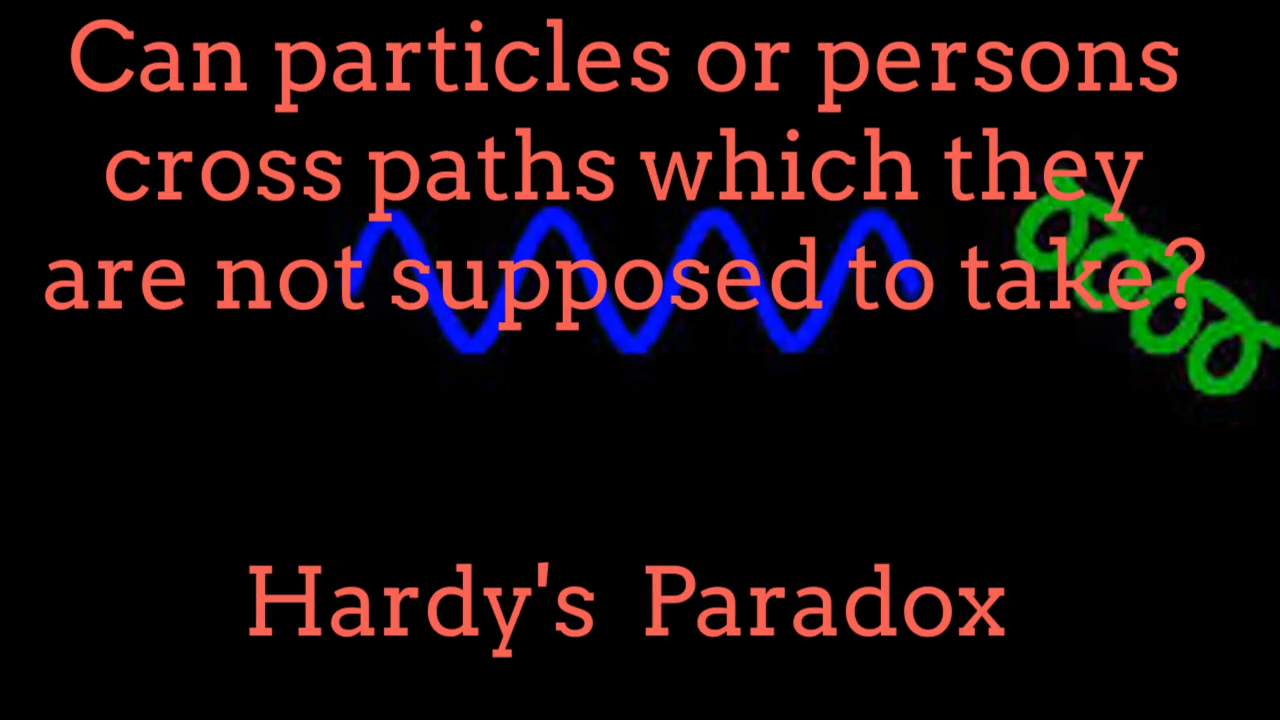 Can particles or persons
cross paths which they
are not supposed to take?
Hardy's Paradox